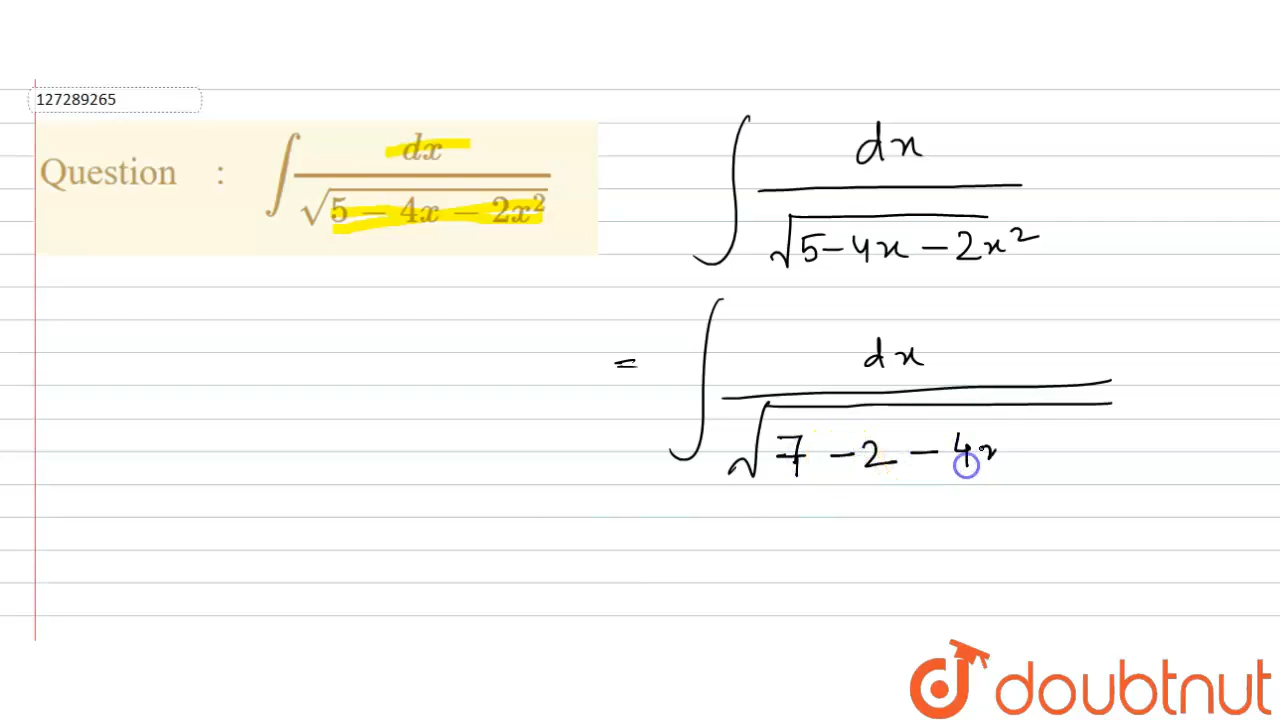 127289265
Question : ∫ dx / √(5 − 4x − 2x²)
∫ dx / √(5 − 4x − 2x²)
= ∫ dx / √(7 − 2 − 4x
doubtnut